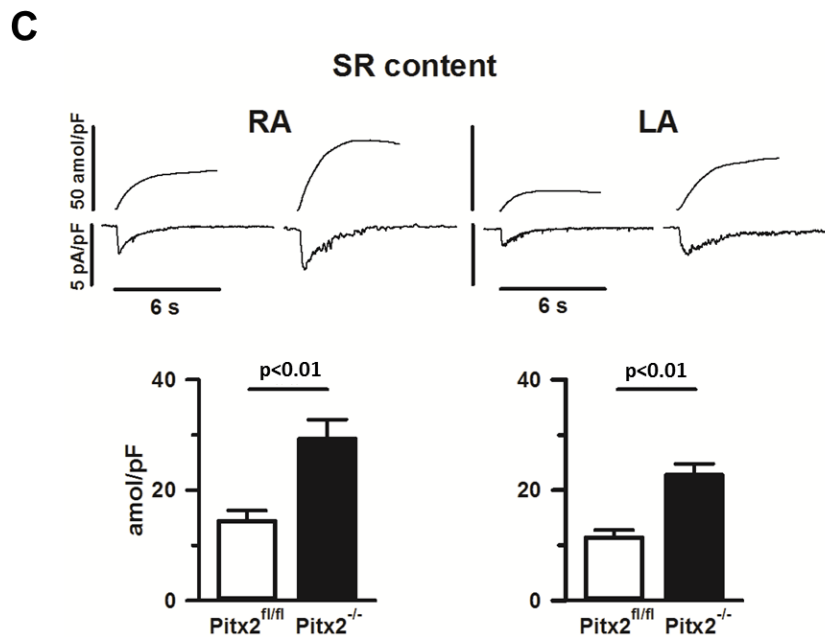 C
SR content
RA
LA
50 amol/pF
5 pA/pF
6 s
6 s
p<0.01
p<0.01
40
20
0
amol/pF
40
20
0
Pitx2fl/fl Pitx2-/-
Pitx2fl/fl Pitx2-/-